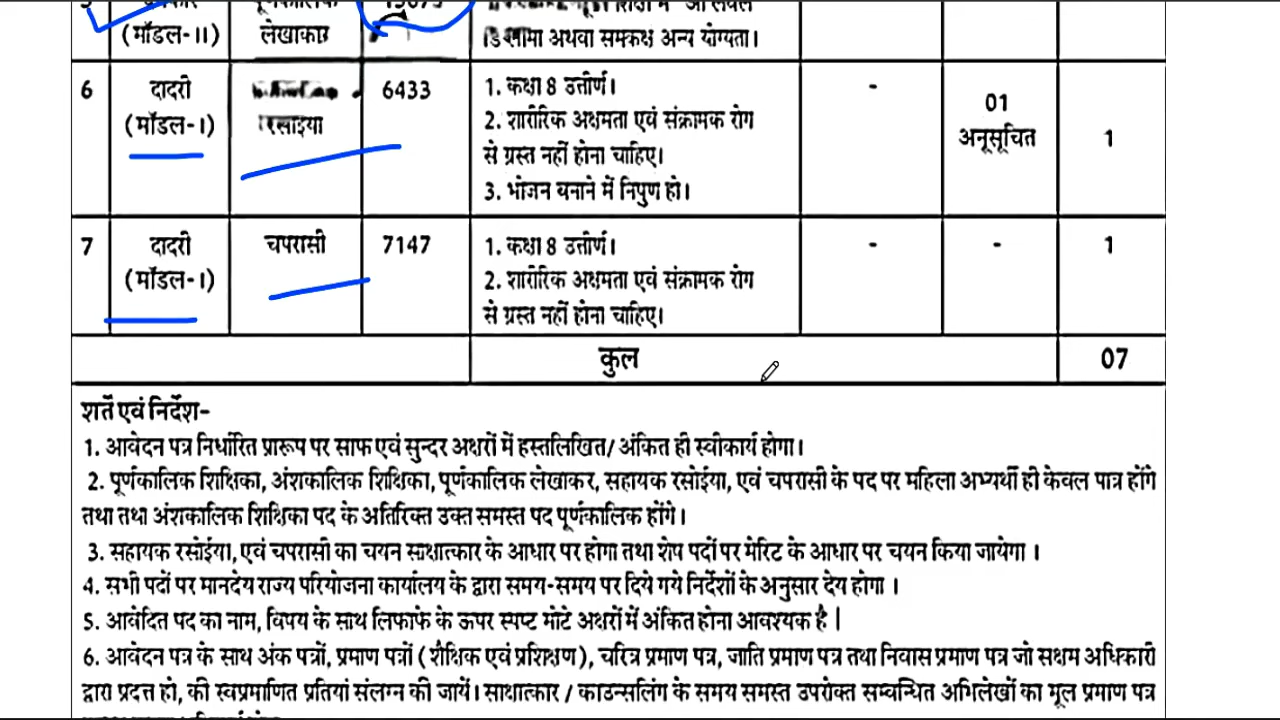 (मॉडल-II) लेखाकार डिप्लोमा अथवा समकक्ष अन्य योग्यता।
6 दादरी 6433 1. कक्षा 8 उत्तीर्ण। - 01
(मॉडल-I) रसोइया 2. शारीरिक अक्षमता एवं संक्रामक रोग अनूसूचित 1
से ग्रस्त नहीं होना चाहिए।
3. भोजन बनाने में निपुण हो।
7 दादरी चपरासी 7147 1. कक्षा 8 उत्तीर्ण। - - 1
(मॉडल-I) 2. शारीरिक अक्षमता एवं संक्रामक रोग
से ग्रस्त नहीं होना चाहिए।
कुल 07
शर्ते एवं निर्देश-
1. आवेदन पत्र निर्धारित प्रारूप पर साफ एवं सुन्दर अक्षरों में हस्तलिखित/ अंकित ही स्वीकार्य होगा।
2. पूर्णकालिक शिक्षिका, अंशकालिक शिक्षिका, पूर्णकालिक लेखाकर, सहायक रसोईया, एवं चपरासी के पद पर महिला अभ्यर्थी ही केवल पात्र होंगे
तथा तथा अंशकालिक शिक्षिका पद के अतिरिक्त उक्त समस्त पद पूर्णकालिक होंगे।
3. सहायक रसोईया, एवं चपरासी का चयन साक्षात्कार के आधार पर होगा तथा शेष पदों पर मेरिट के आधार पर चयन किया जायेगा ।
4. सभी पदों पर मानदेय राज्य परियोजना कार्यालय के द्वारा समय-समय पर दिये गये निर्देशों के अनुसार देय होगा ।
5. आवेदित पद का नाम, विषय के साथ लिफाफे के ऊपर स्पष्ट मोटे अक्षरों में अंकित होना आवश्यक है।
6. आवेदन पत्र के साथ अंक पत्रों, प्रमाण पत्रों (शैक्षिक एवं प्रशिक्षण), चरित्र प्रमाण पत्र, जाति प्रमाण पत्र तथा निवास प्रमाण पत्र जो सक्षम अधिकारी
द्वारा प्रदत्त हो, की स्वप्रमाणित प्रतियां संलग्न की जायें। साक्षात्कार / काउन्सलिंग के समय समस्त उपरोक्त सम्बन्धित अभिलेखों का मूल प्रमाण पत्र